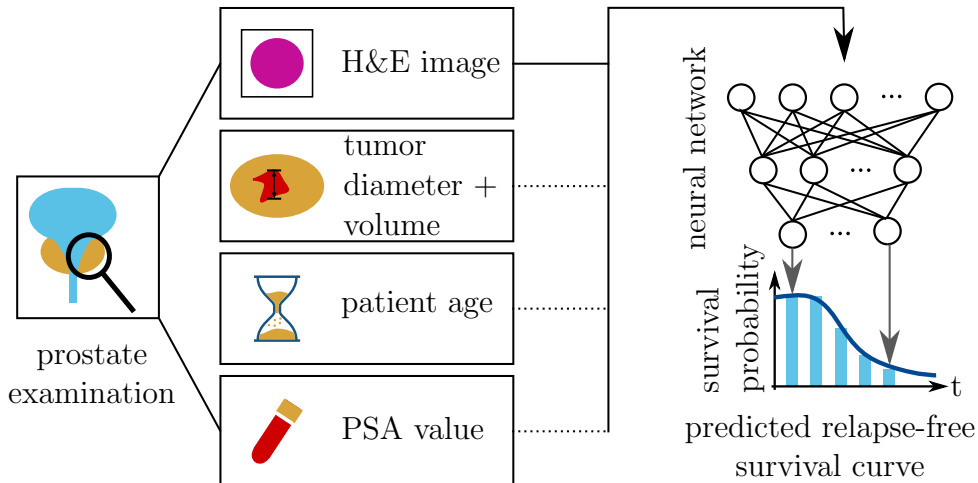 prostate
examination
H&E image
tumor
diameter +
volume
patient age
PSA value
neural network
...
...
...
survival
probability
t
predicted relapse-free
survival curve